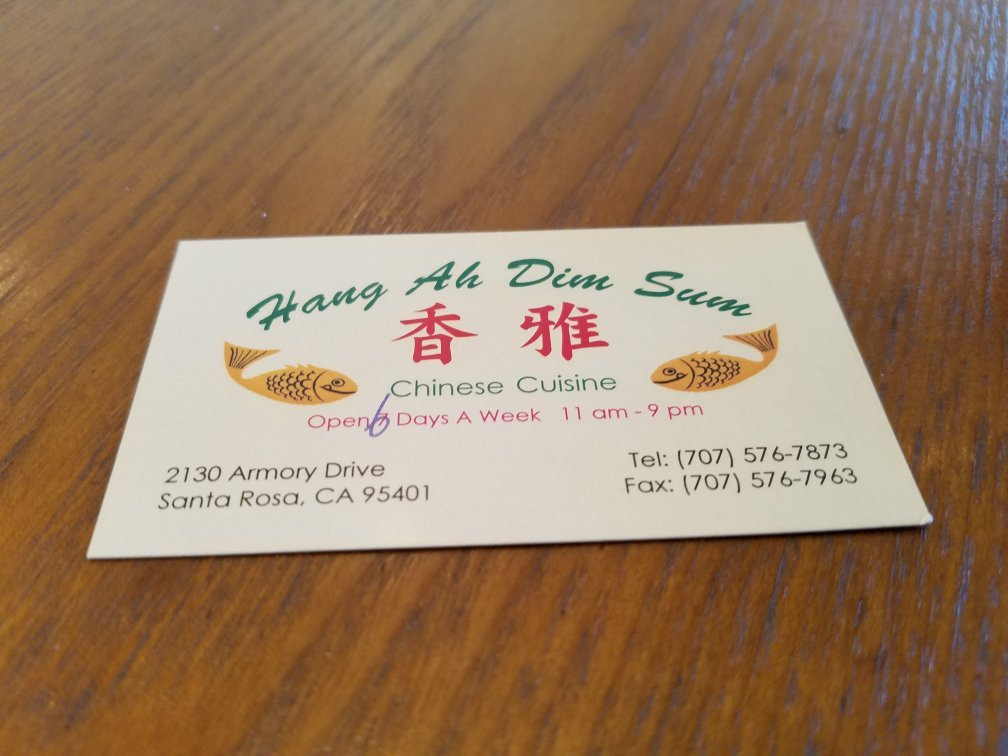 Hang Ah Dim Sum
香 雅
Chinese Cuisine
Open 6 Days A Week 11 am - 9 pm
2130 Armory Drive
Santa Rosa, CA 95401
Tel: (707) 576-7873
Fax: (707) 576-7963